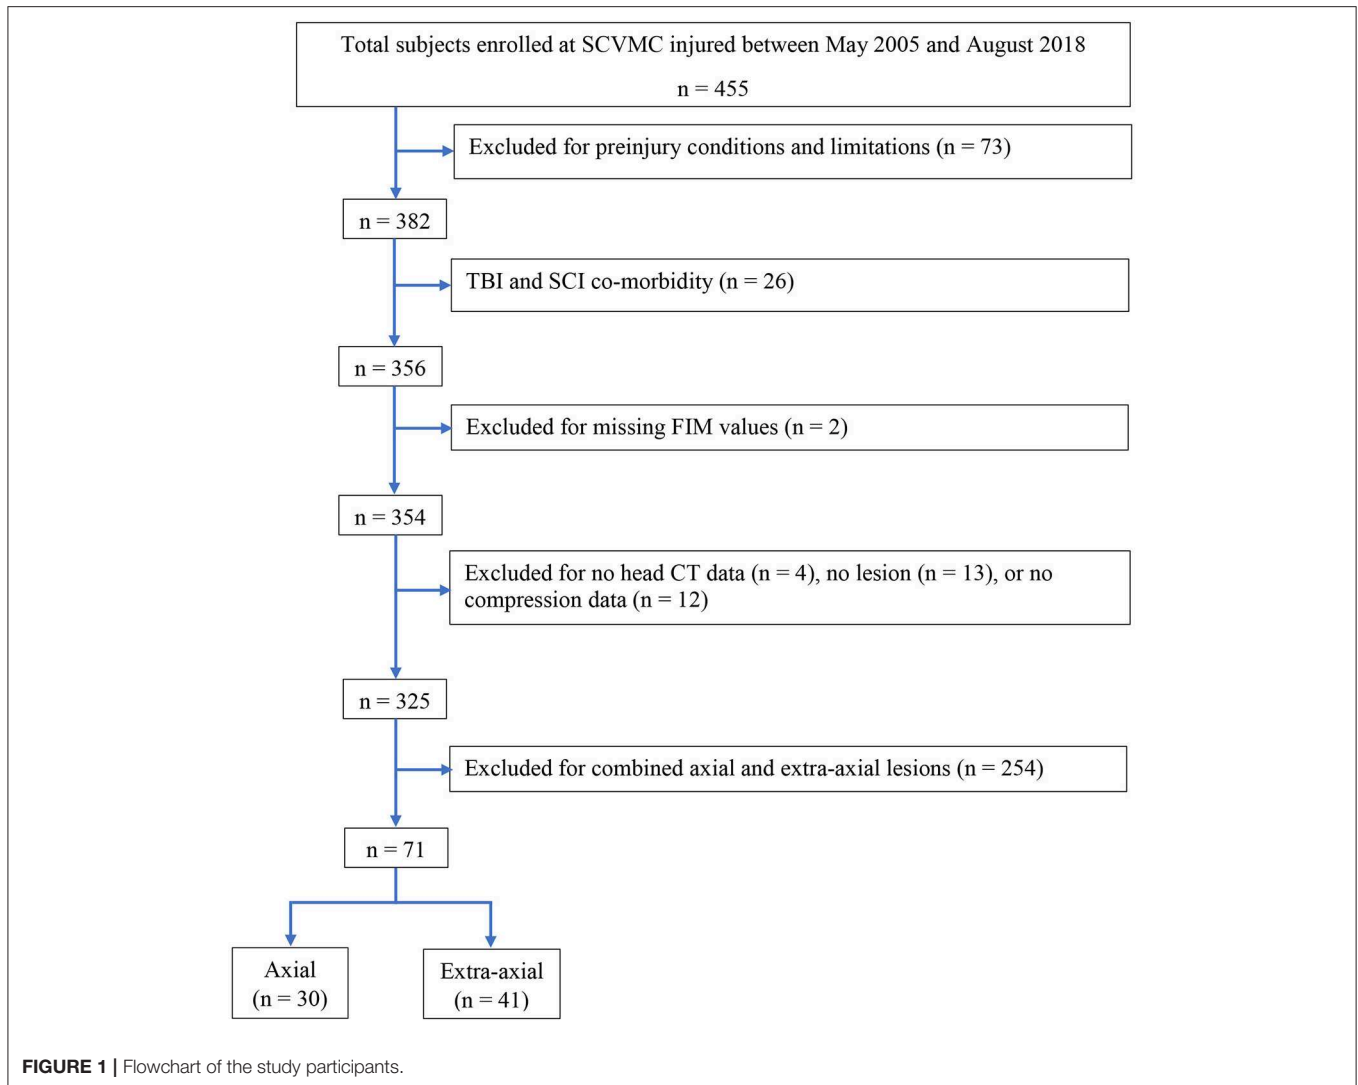 Total subjects enrolled at SCVMC injured between May 2005 and August 2018
n = 455
Excluded for preinjury conditions and limitations (n = 73)
n = 382
TBI and SCI co-morbidity (n = 26)
n = 356
Excluded for missing FIM values (n = 2)
n = 354
Excluded for no head CT data (n = 4), no lesion (n = 13), or no
compression data (n = 12)
n = 325
Excluded for combined axial and extra-axial lesions (n = 254)
n = 71
Axial
(n = 30)
Extra-axial
(n = 41)
FIGURE 1 | Flowchart of the study participants.